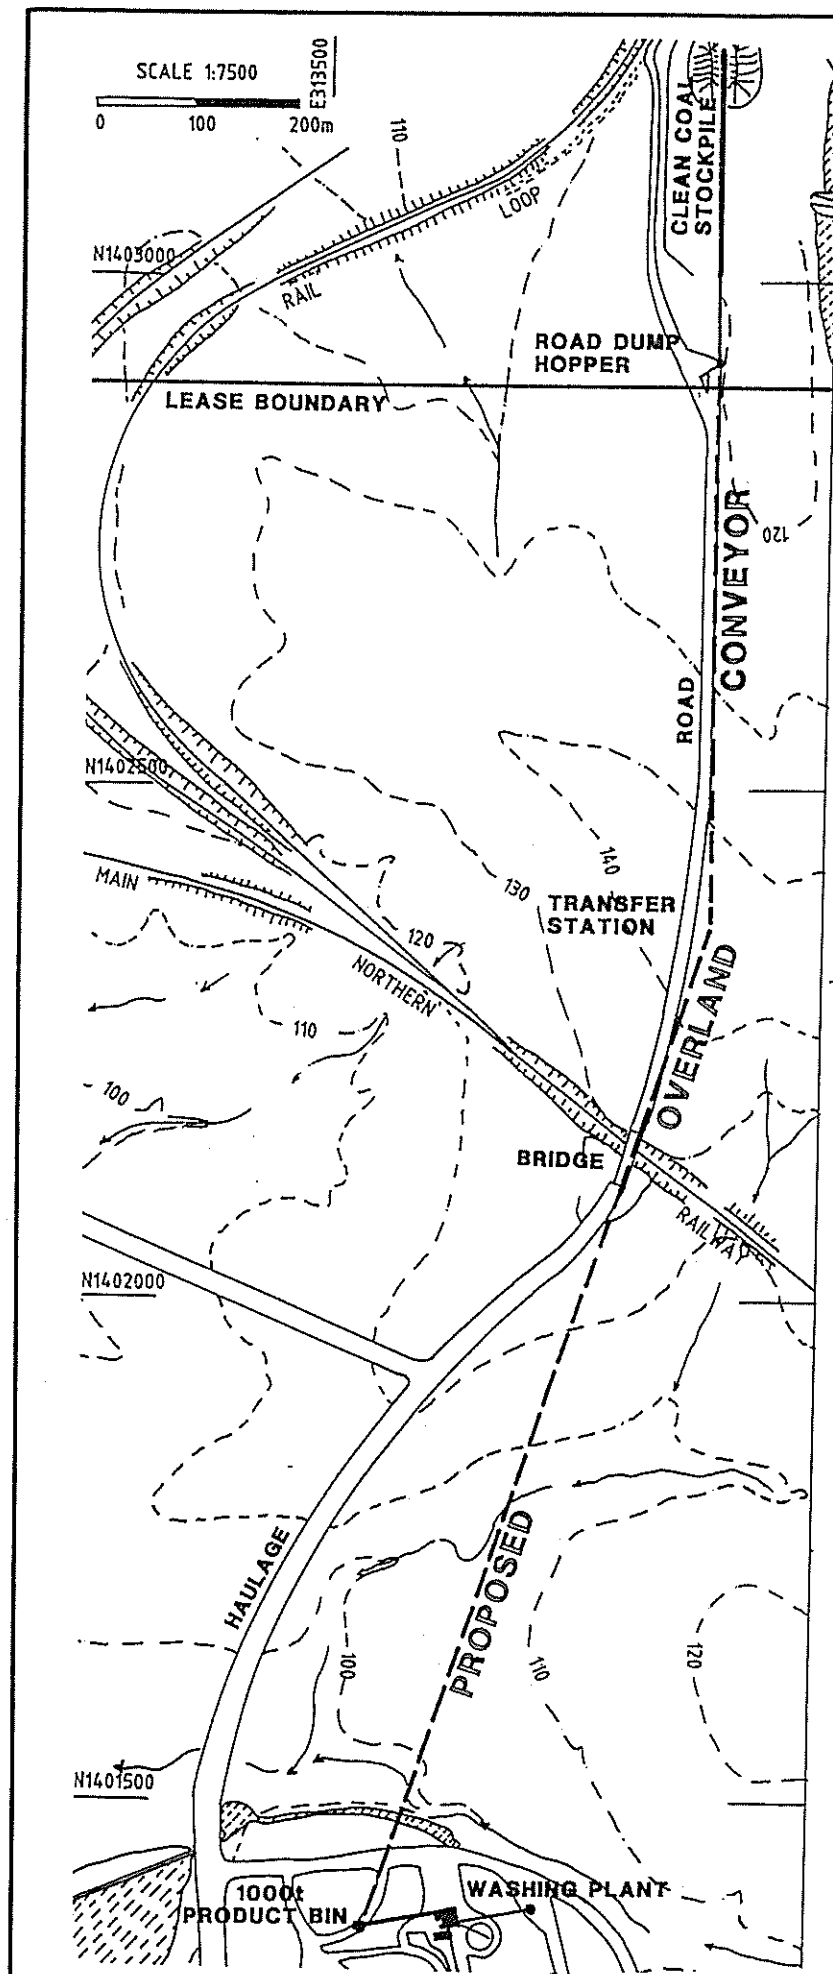 SCALE 1:7500
0 100 200m
E313500
110
CLEAN COAL
STOCKPILE
LOOP
N1403000
RAIL
ROAD DUMP
HOPPER
LEASE BOUNDARY
120
CONVEYOR
ROAD
N1402500
140
130
MAIN
TRANSFER
STATION
120
NORTHERN
OVERLAND
110
100
BRIDGE
RAILWAY
N1402000
HAULAGE
PROPOSED
100
110
120
N1401500
1000t
PRODUCT BIN
WASHING PLANT